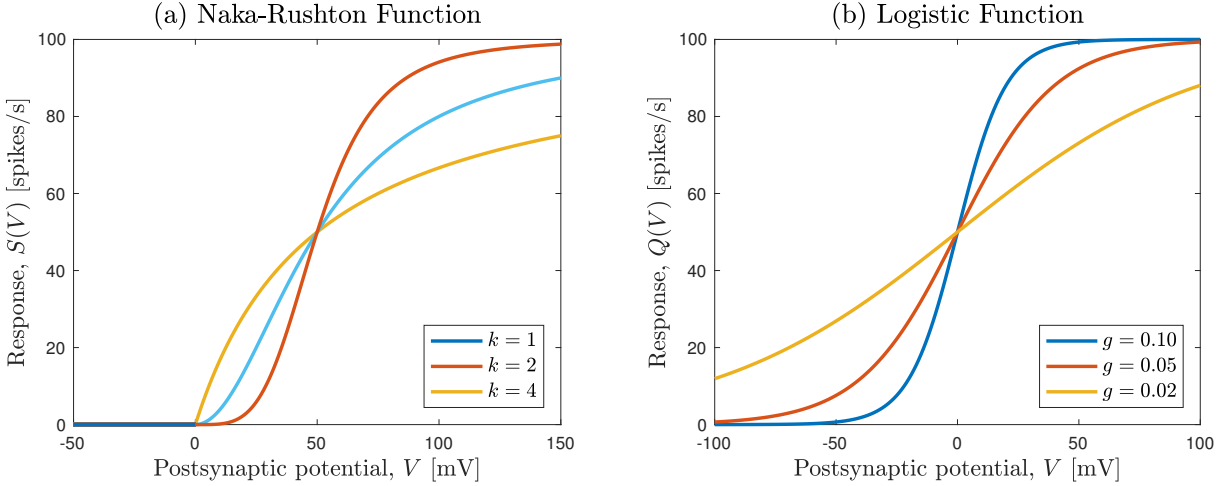 (a) Naka-Rushton Function
100
80
60
40
20
0
Response, S(V) [spikes/s]
k = 1
k = 2
k = 4
-50 0 50 100 150
Postsynaptic potential, V [mV]
(b) Logistic Function
100
80
60
40
20
0
Response, Q(V) [spikes/s]
g = 0.10
g = 0.05
g = 0.02
-100 -50 0 50 100
Postsynaptic potential, V [mV]